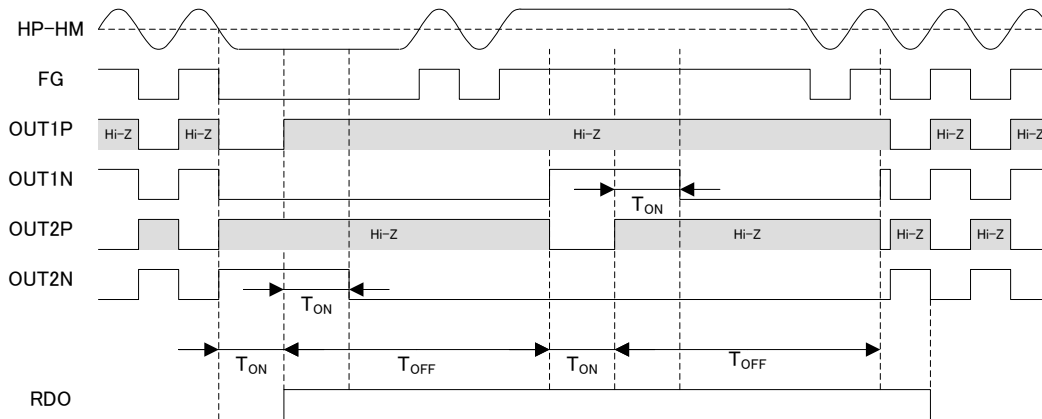 HP-HM
FG
OUT1P Hi-Z Hi-Z Hi-Z Hi-Z Hi-Z
OUT1N
TON
OUT2P Hi-Z Hi-Z Hi-Z Hi-Z
OUT2N
TON
TON TOFF TON TOFF
RDO